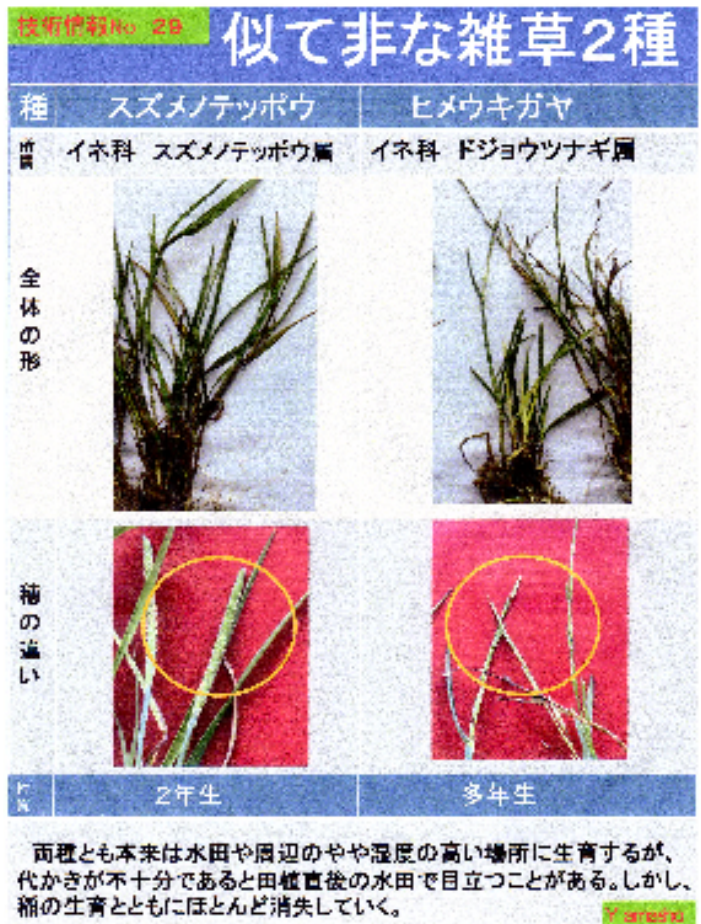 技術情報No 29
似て非な雑草2種
種 スズメノテッポウ ヒメウキガヤ
イネ科 スズメノテッポウ属 イネ科 ドジョウツナギ属
全体の形
穂の違い
2年生 多年生
両種とも本来は水田や周辺のやや湿度の高い場所に生育するが、
代かきが不十分であると田植直後の水田で目立つことがある。しかし、
稲の生育とともにほとんど消失していく。